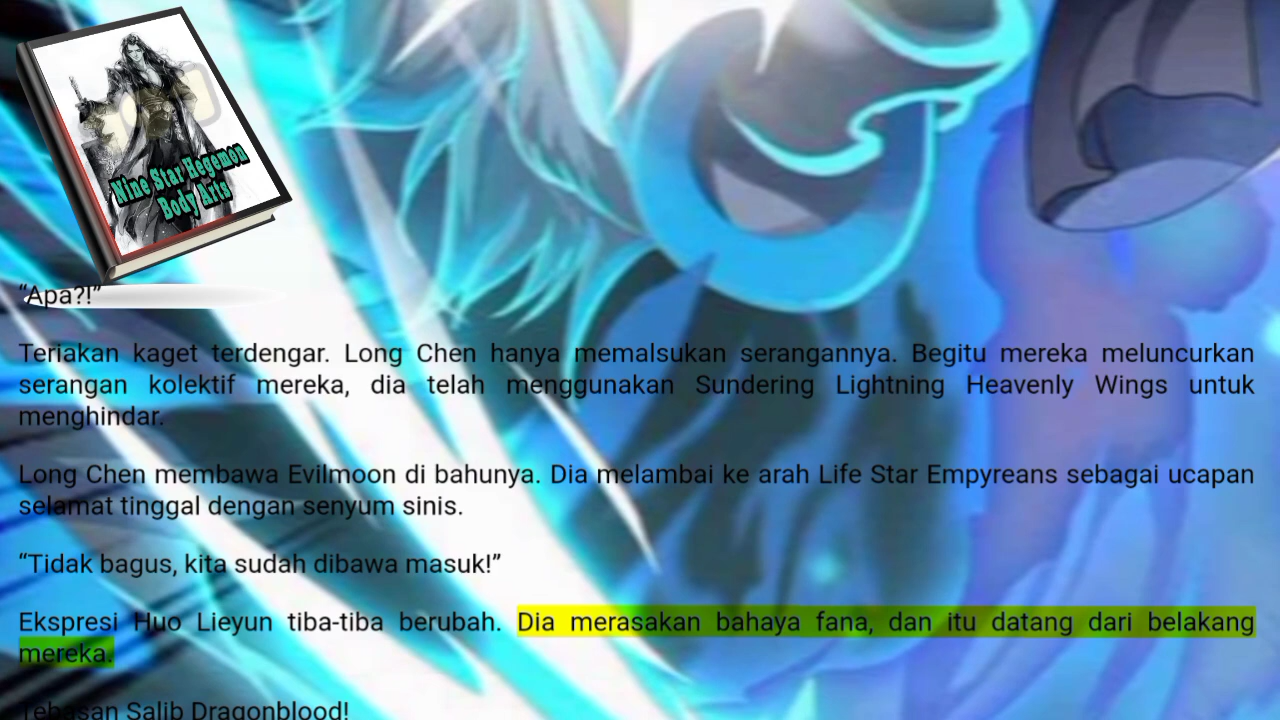 Nine Star Hegemon
Body Arts
“Apa?!”
Teriakan kaget terdengar. Long Chen hanya memalsukan serangannya. Begitu mereka meluncurkan
serangan kolektif mereka, dia telah menggunakan Sundering Lightning Heavenly Wings untuk
menghindar.
Long Chen membawa Evilmoon di bahunya. Dia melambai ke arah Life Star Empyreans sebagai ucapan
selamat tinggal dengan senyum sinis.
“Tidak bagus, kita sudah dibawa masuk!”
Ekspresi Huo Lieyun tiba-tiba berubah. Dia merasakan bahaya fana, dan itu datang dari belakang
mereka.
Tebasan Salib Dragonblood!